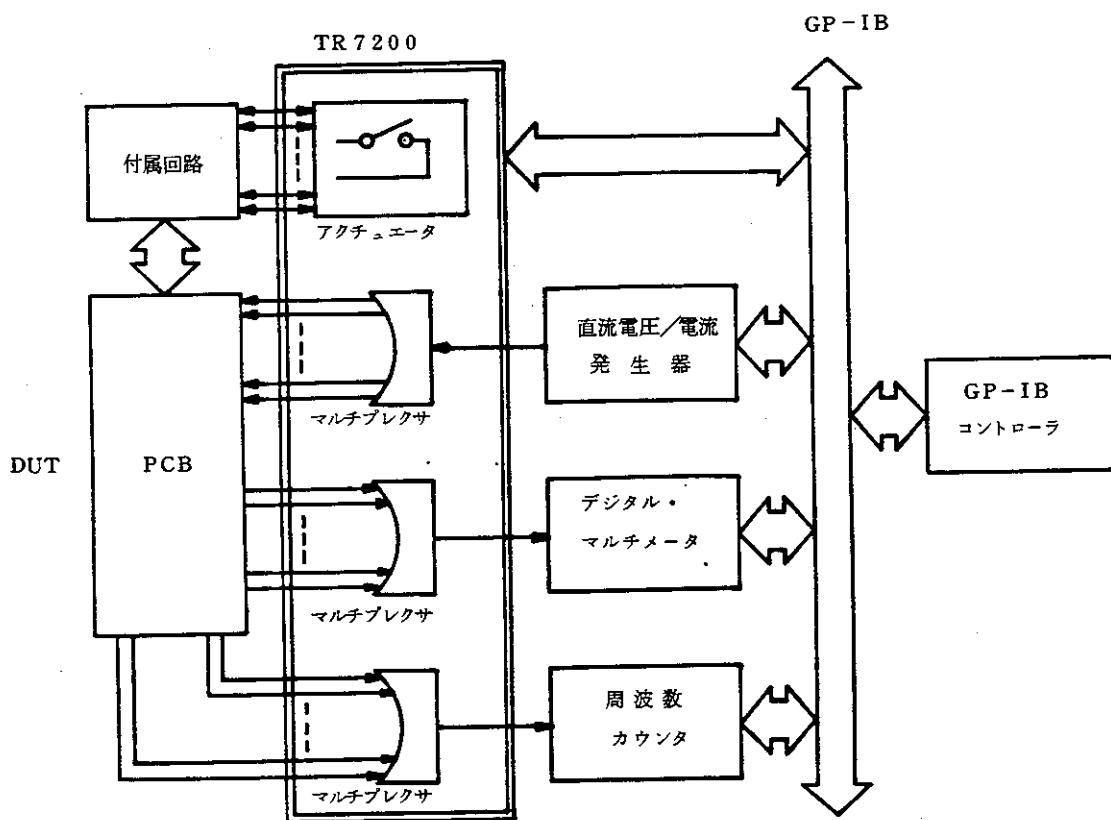 TR7200
GP-IB
付属回路
アクチュエータ
直流電圧/電流
発生器
マルチプレクサ
GP-IB
コントローラ
DUT
PCB
デジタル・
マルチメータ
マルチプレクサ
周波数
カウンタ
マルチプレクサ